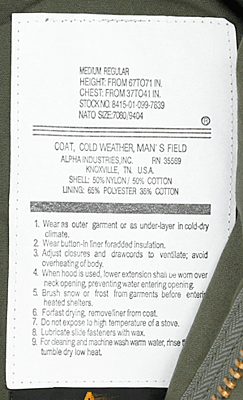 MEDIUM REGULAR
HEIGHT: FROM 67TO71 IN
CHEST: FROM 37TO41 IN
STOCK NO. 8415-01-099-7839
NATO SIZE: 7080/9404
COAT, COLD WEATHER, MAN'S FIELD
ALPHA INDUSTRIES, INC. RN 35569
KNOXVILLE, TN. U.S.A.
SHELL: 50% NYLON / 50% COTTON
LINING: 65% POLYESTER 35% COTTON
1. Wear as outer garment or as under-layer in cold-dry
climate.
2. Wear button-in liner foradded insulation.
3. Adjust closures and drawcords to ventilate; avoid
overheating of body.
4. When hood is used, lower extension shall be worn over
neck opening, preventing water entering opening.
5. Brush snow or frost from garments before enterin
heated shelters.
6. Forfast drying, remove liner from coat.
7. Do not expose to high temperature of a stove.
8. Lubricate slide fasteners with wax.
9. For cleaning and machine wash warm water, rinse
tumble dry low heat.